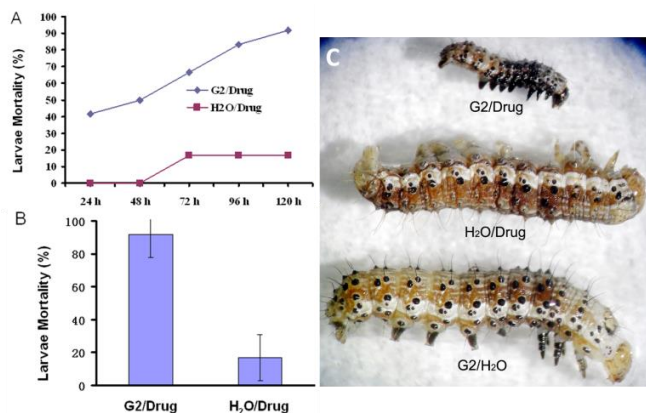 A
Larvae Mortality (%)
100
90
80
70
60
50
40
30
20
10
0
G2/Drug
H2O/Drug
24 h 48 h 72 h 96 h 120 h
B
Larvae Mortality (%)
100
80
60
40
20
0
G2/Drug H₂O/Drug
C
G2/Drug
H₂O/Drug
G2/H₂O